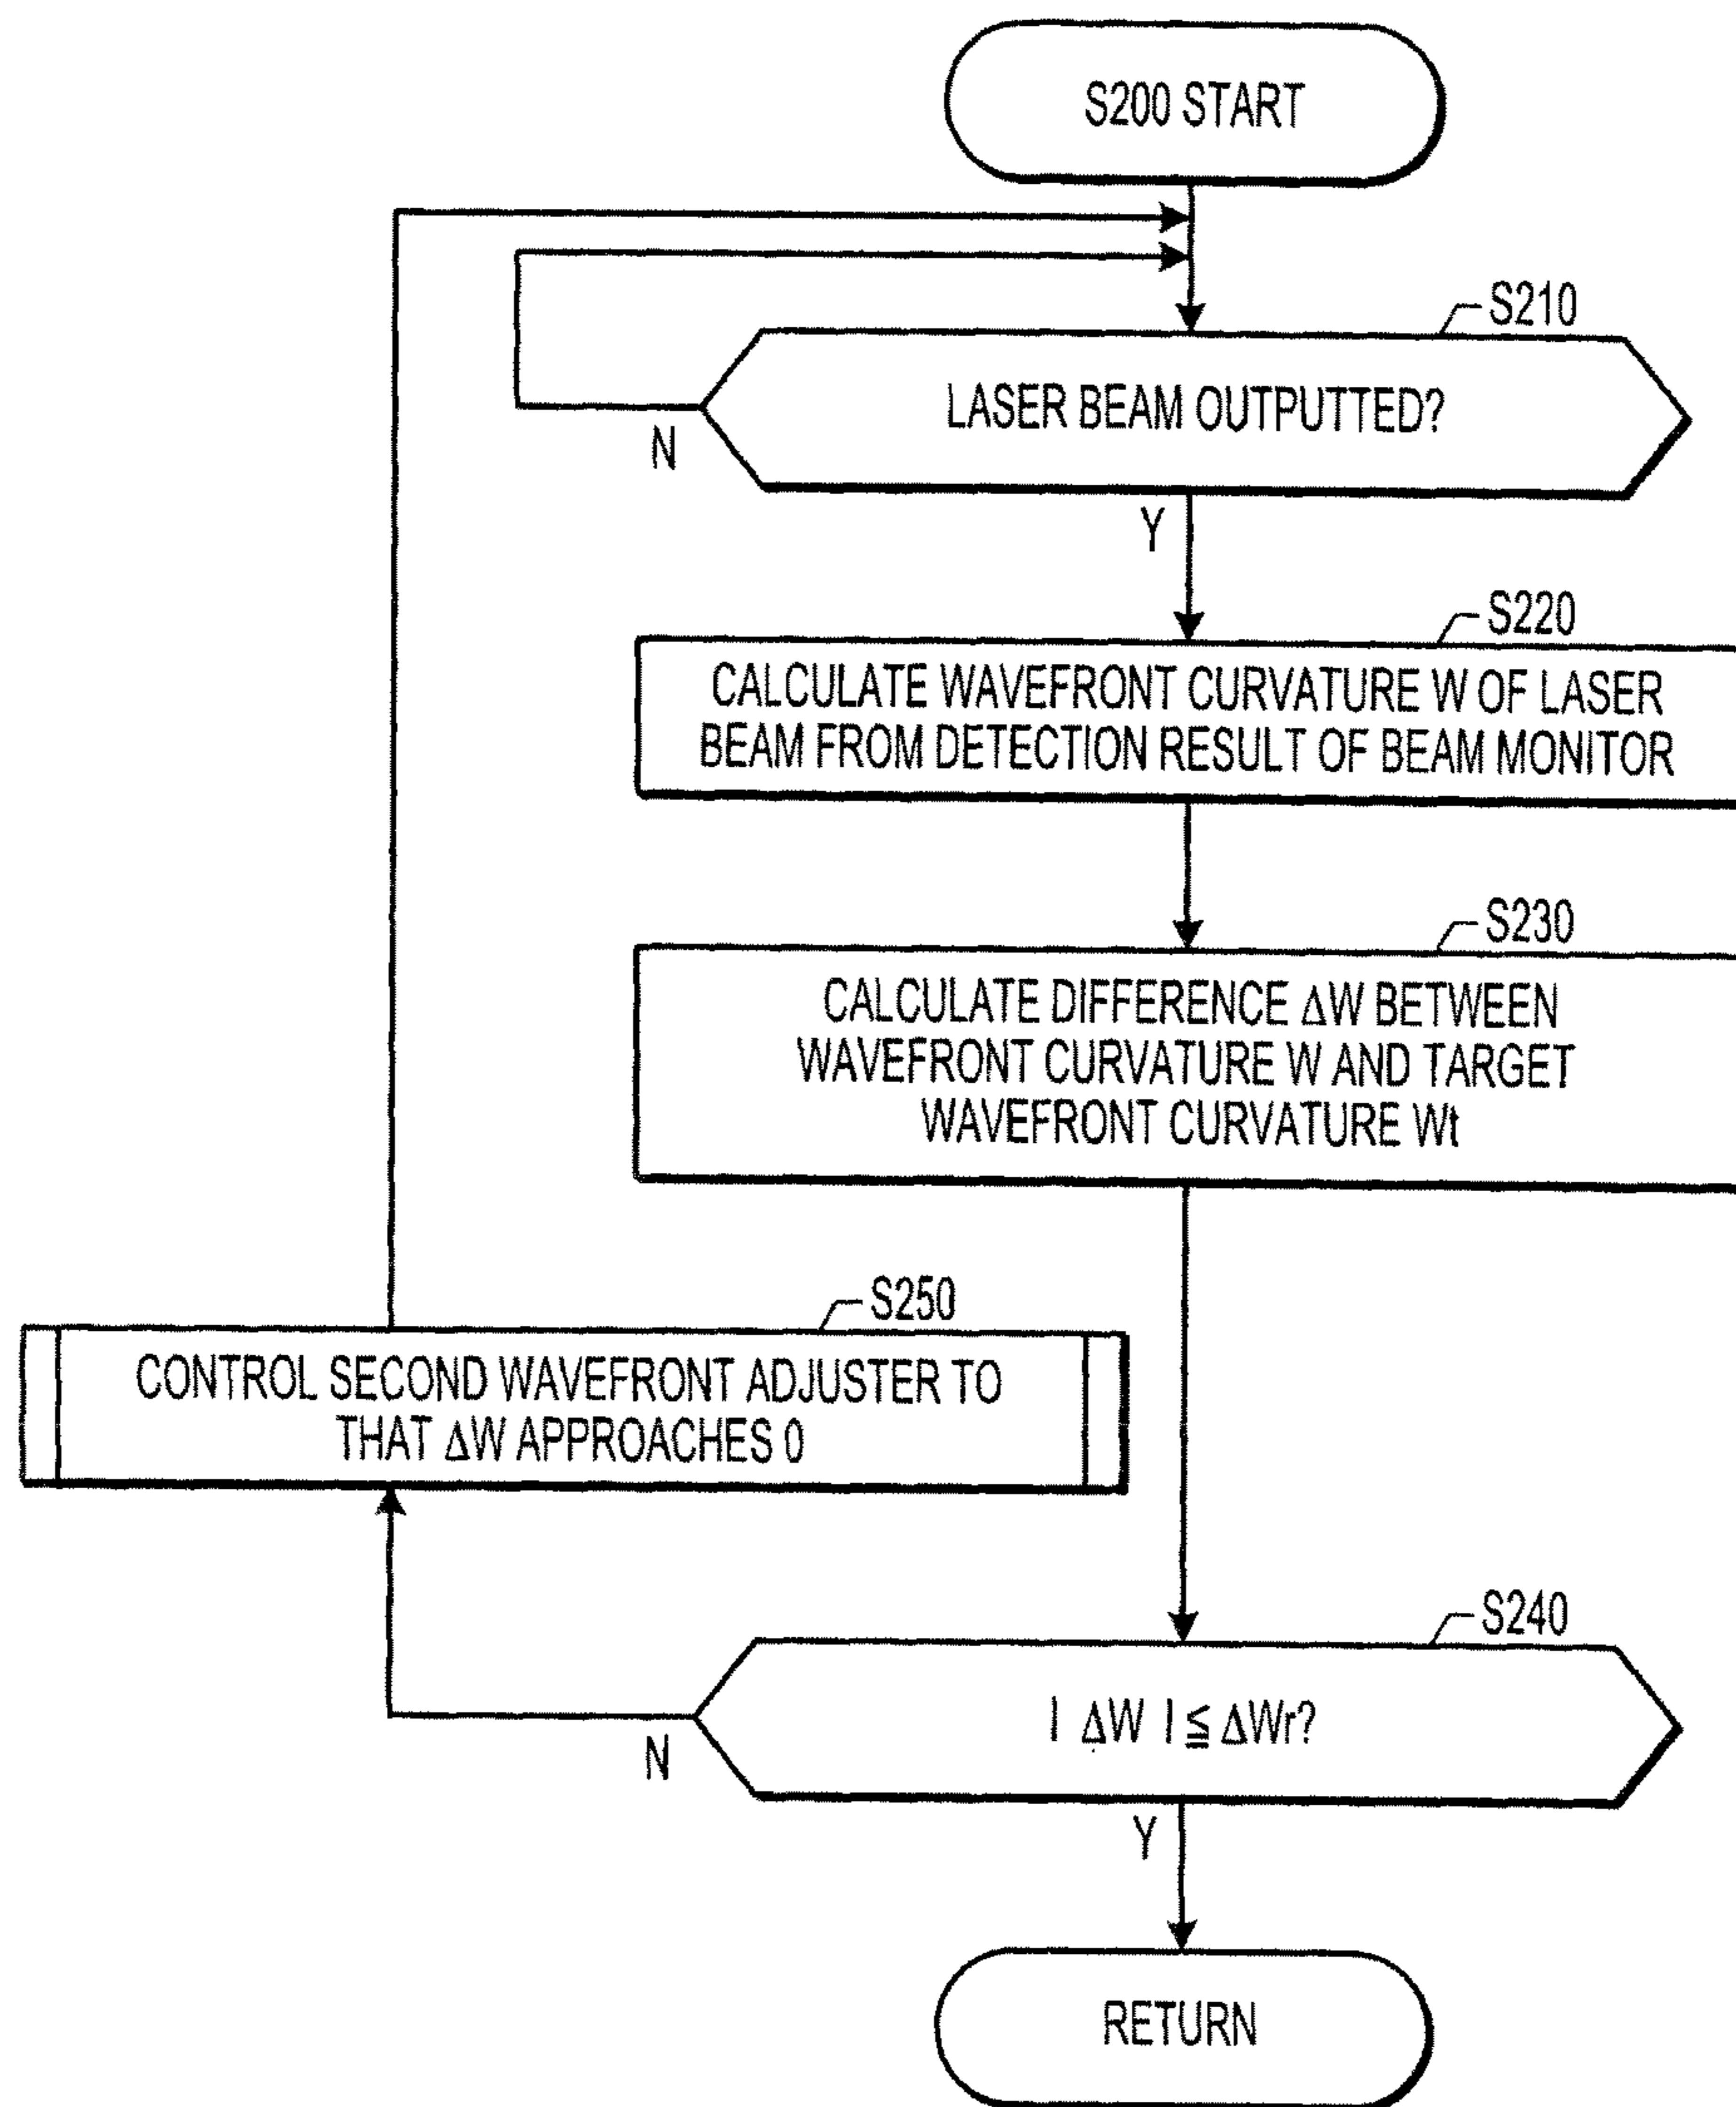 S200 START
S210
LASER BEAM OUTPUTTED?
N
Y
S220
CALCULATE WAVEFRONT CURVATURE W OF LASER
BEAM FROM DETECTION RESULT OF BEAM MONITOR
S230
CALCULATE DIFFERENCE ΔW BETWEEN
WAVEFRONT CURVATURE W AND TARGET
WAVEFRONT CURVATURE Wt
S250
CONTROL SECOND WAVEFRONT ADJUSTER TO
THAT ΔW APPROACHES 0
S240
| ΔW | ≦ ΔWr?
N
Y
RETURN